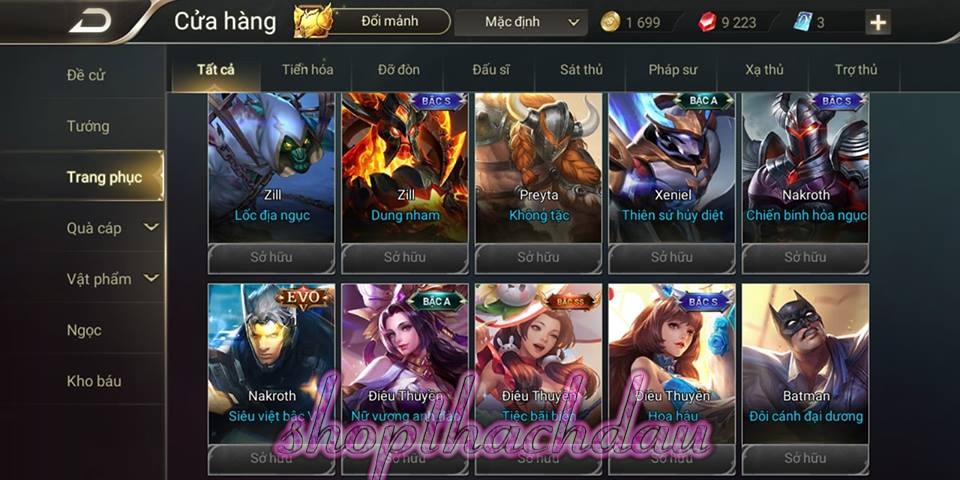 Cửa hàng
Đổi mảnh
Mặc định
1 699
9 223
3
Đề cử
Tướng
Trang phục
Quà cáp
Vật phẩm
Ngọc
Kho báu
Tất cả
Tiến hóa
Đỡ đòn
Đấu sĩ
Sát thủ
Pháp sư
Xạ thủ
Trợ thủ
Zill
Lốc địa ngục
Sở hữu
BẬC S
Zill
Dung nham
Sở hữu
Preyta
Không tặc
Sở hữu
BẬC A
Xeniel
Thiên sứ hủy diệt
Sở hữu
BẬC S
Nakroth
Chiến binh hỏa ngục
Sở hữu
EVO
V
Nakroth
Siêu việt bậc V
Sở hữu
BẬC A
Điêu Thuyền
Nữ vương anh đào
Sở hữu
BẬC SS
Điêu Thuyền
Tiệc bãi biển
Sở hữu
BẬC S
Điêu Thuyền
Hoa hậu
Sở hữu
Batman
Đôi cánh đại dương
Sở hữu
shopthachdau